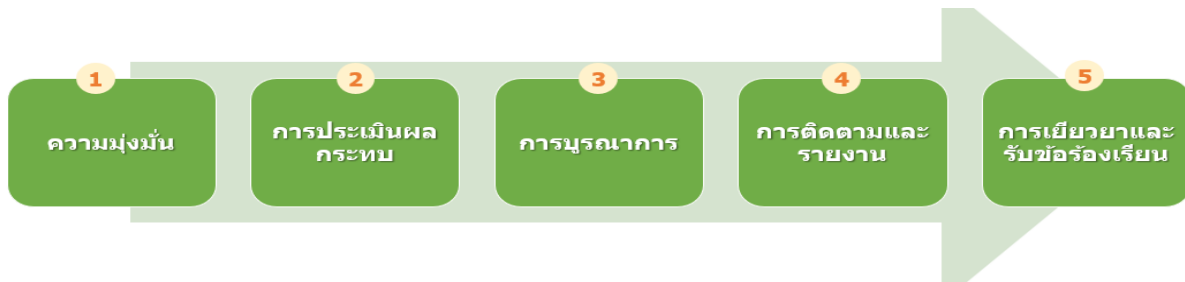 1
ความมุ่งมั่น
2
การประเมินผล
กระทบ
3
การบูรณาการ
4
การติดตามและ
รายงาน
5
การเยียวยาและ
รับข้อร้องเรียน